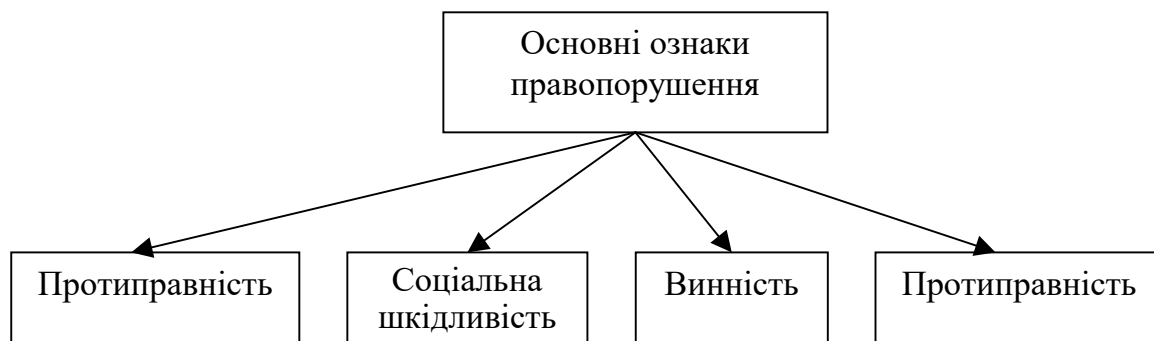 Основні ознаки
правопорушення
Протиправність
Соціальна
шкідливість
Винність
Протиправність